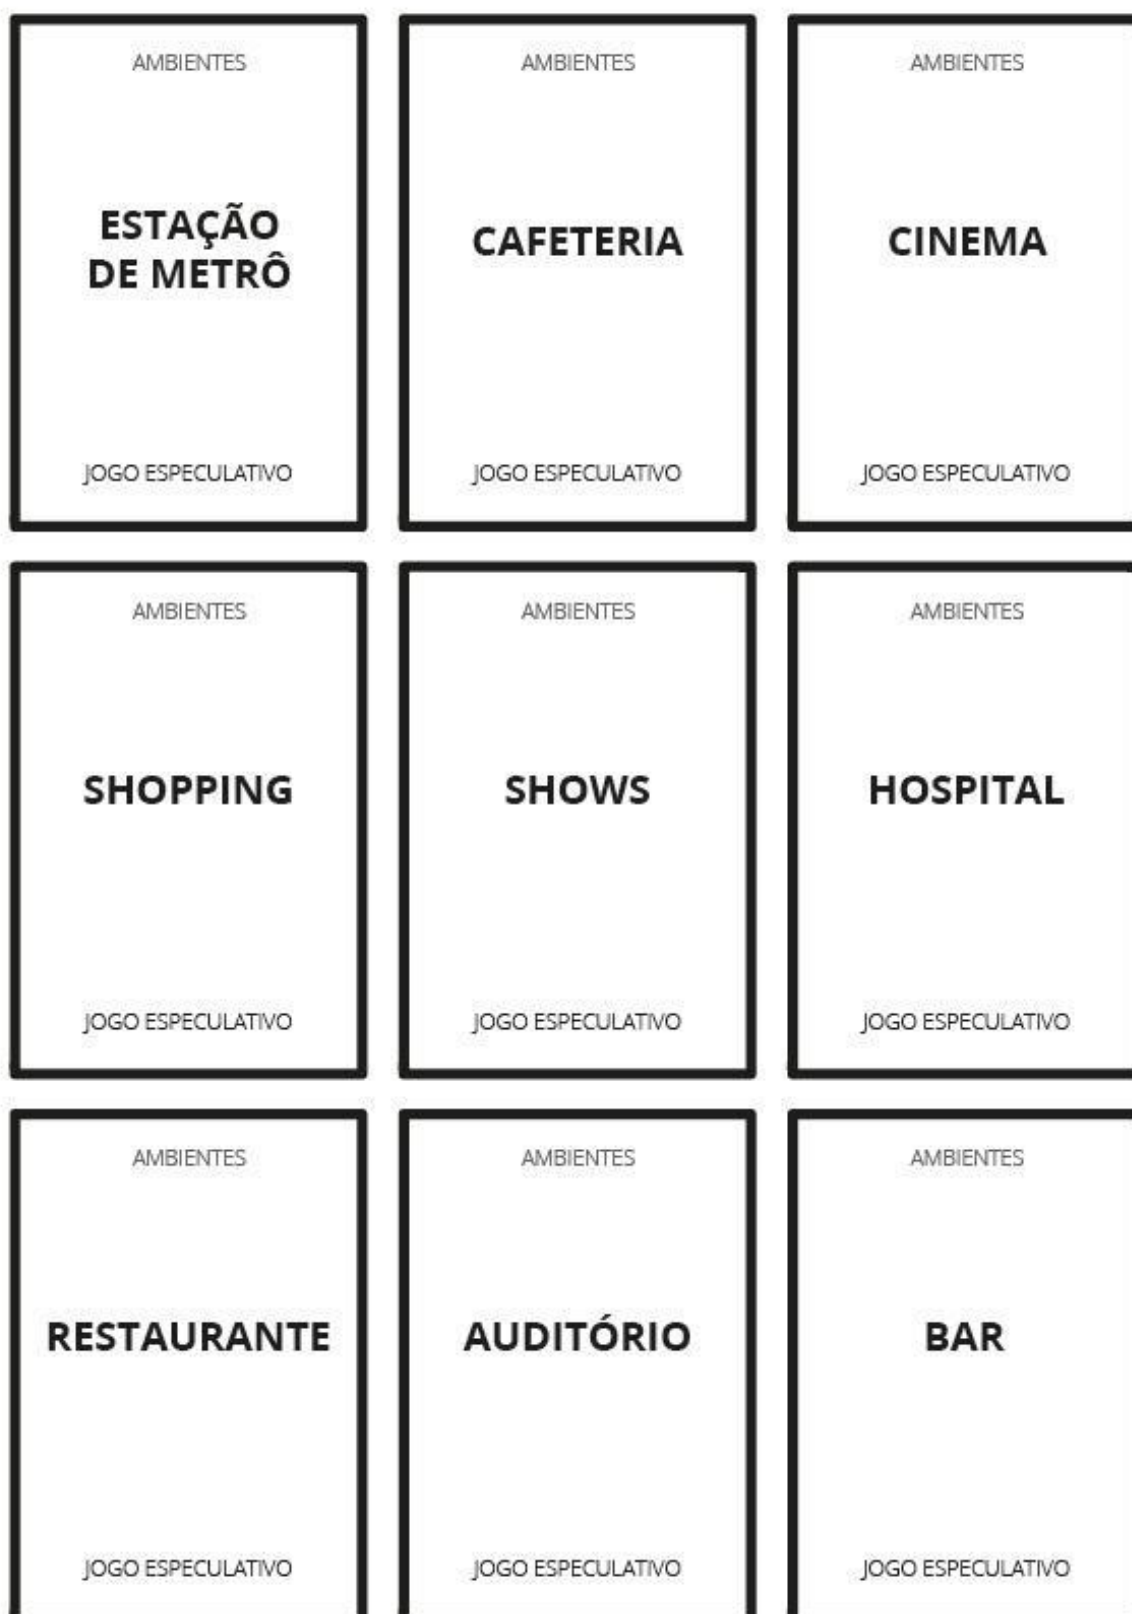 AMBIENTES
ESTAÇÃO
DE METRÔ
JOGO ESPECULATIVO
AMBIENTES
CAFETERIA
JOGO ESPECULATIVO
AMBIENTES
CINEMA
JOGO ESPECULATIVO
AMBIENTES
SHOPPING
JOGO ESPECULATIVO
AMBIENTES
SHOWS
JOGO ESPECULATIVO
AMBIENTES
HOSPITAL
JOGO ESPECULATIVO
AMBIENTES
RESTAURANTE
JOGO ESPECULATIVO
AMBIENTES
AUDITÓRIO
JOGO ESPECULATIVO
AMBIENTES
BAR
JOGO ESPECULATIVO